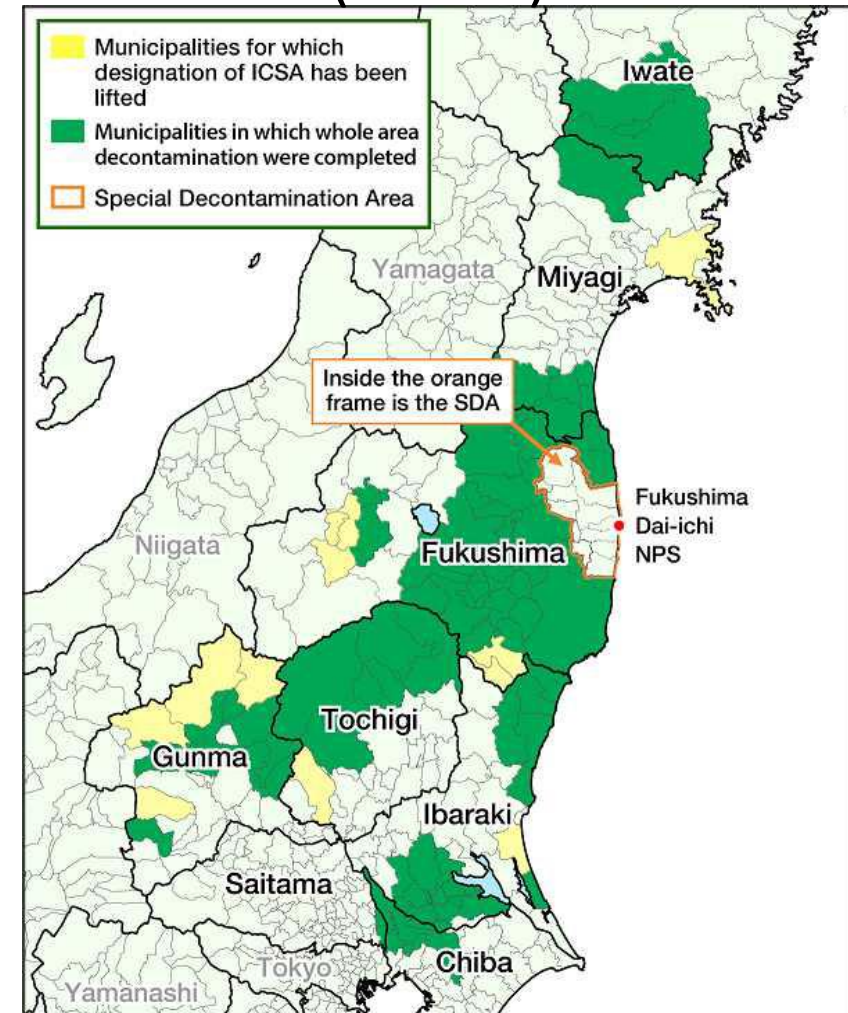 Municipalities for which
designation of ICSA has been
lifted
Municipalities in which whole area
decontamination were completed
Special Decontamination Area
Iwate
Yamagata
Miyagi
Inside the orange
frame is the SDA
Fukushima
Dai-ichi
NPS
Niigata
Fukushima
Tochigi
Gunma
Ibaraki
Saitama
Chiba
Tokyo
Yamanashi